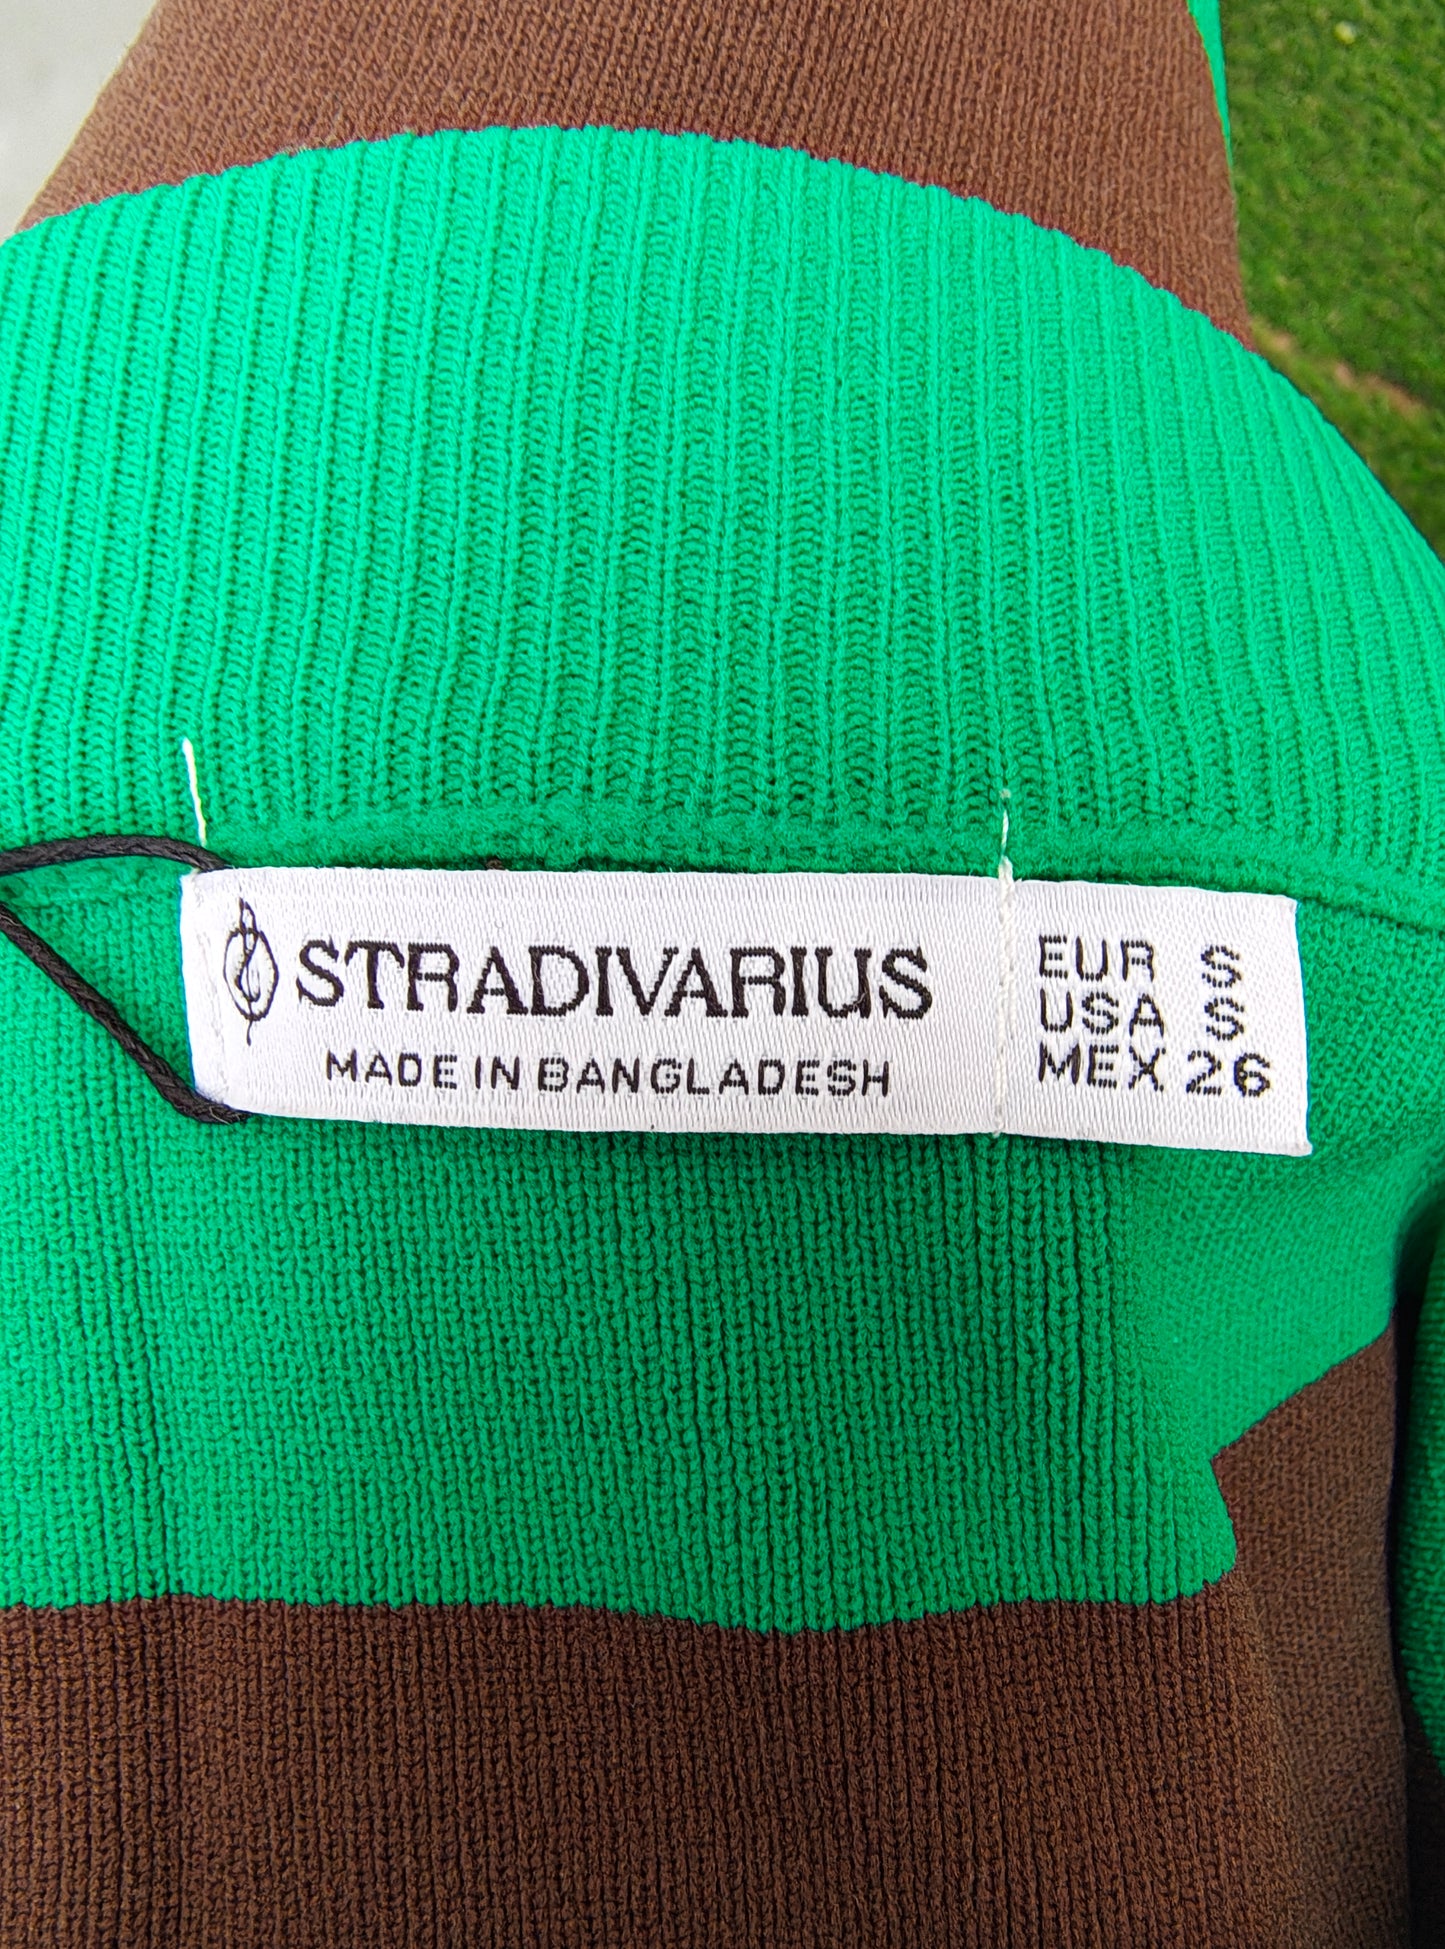 STRADIVARIUS
MADE IN BANGLADESH
EUR S
USA S
MEX 26